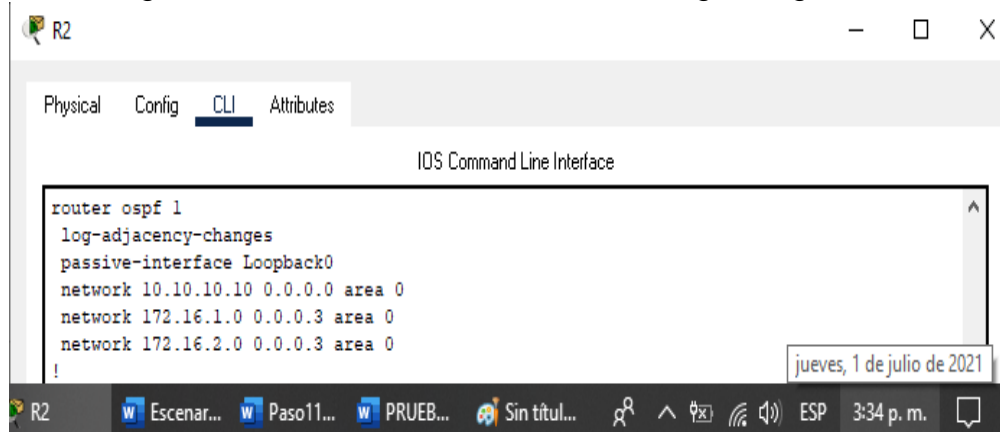 R2
Physical Config CLI Attributes
IOS Command Line Interface
router ospf 1
log-adjacency-changes
passive-interface Loopback0
network 10.10.10.10 0.0.0.0 area 0
network 172.16.1.0 0.0.0.3 area 0
network 172.16.2.0 0.0.0.3 area 0
!
jueves, 1 de julio de 2021
R2 Escenar... Paso11... PRUEB... Sin títul... ESP 3:34 p. m.